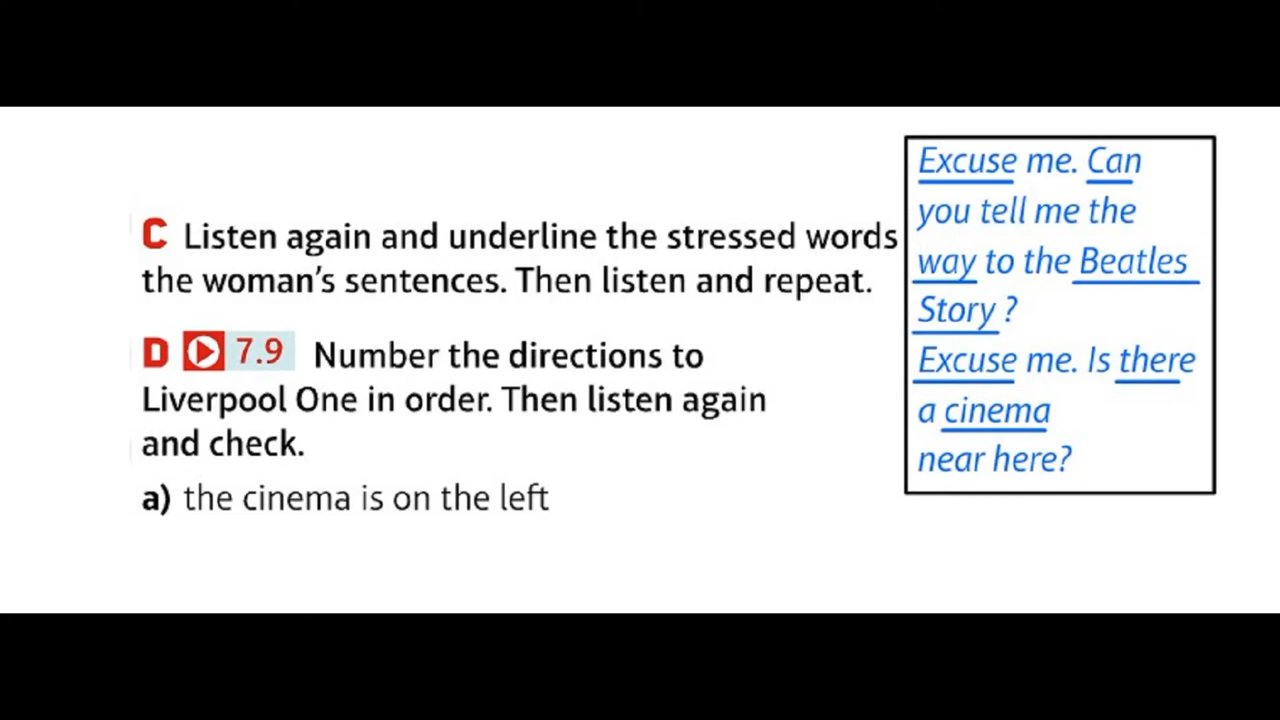 C Listen again and underline the stressed words
the woman's sentences. Then listen and repeat.
D 7.9 Number the directions to
Liverpool One in order. Then listen again
and check.
a) the cinema is on the left
Excuse me. Can
you tell me the
way to the Beatles
Story ?
Excuse me. Is there
a cinema
near here?